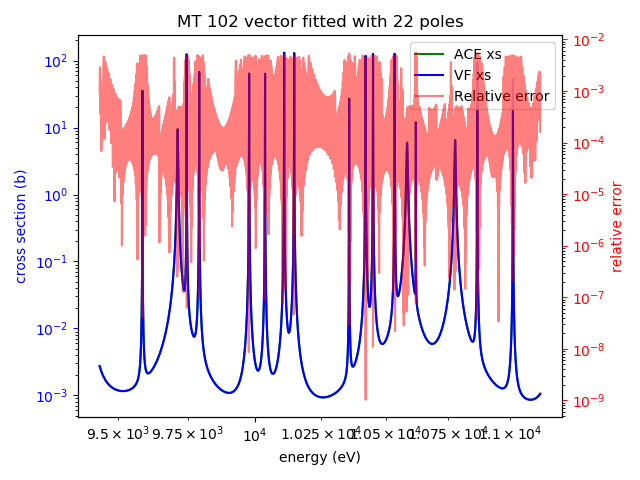 MT 102 vector fitted with 22 poles
ACE xs
VF xs
Relative error
cross section (b)
10²
10¹
10⁰
10⁻¹
10⁻²
10⁻³
10⁻²
10⁻³
10⁻⁴
10⁻⁵
10⁻⁶
10⁻⁷
10⁻⁸
10⁻⁹
relative error
9.5 × 10³ 9.75 × 10³ 10⁴ 1.025 × 10⁴ 1.05 × 10⁴ 1.075 × 10⁴ 1.1 × 10⁴
energy (eV)